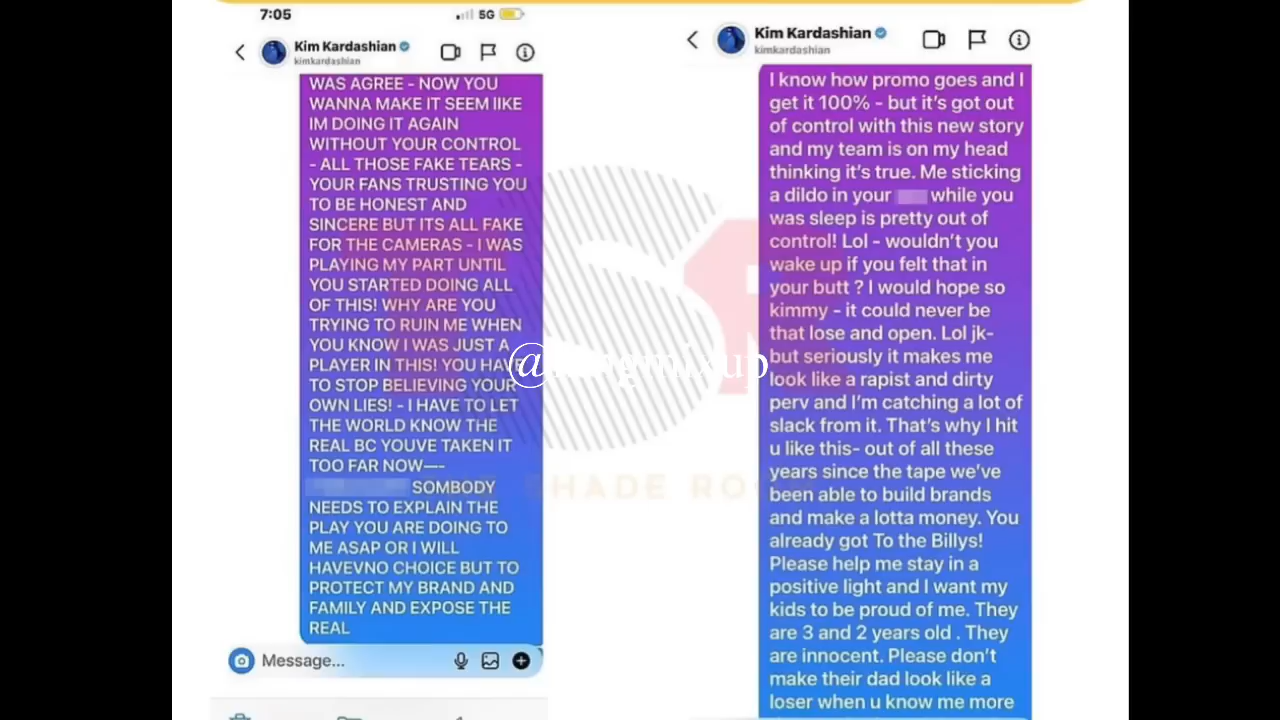 7:05
5G
Kim Kardashian
kimkardashian
WAS AGREE - NOW YOU
WANNA MAKE IT SEEM lIKE
IM DOING IT AGAIN
WITHOUT YOUR CONTROL
- ALL THOSE FAKE TEARS -
YOUR FANS TRUSTING YOU
TO BE HONEST AND
SINCERE BUT ITS ALL FAKE
FOR THE CAMERAS - I WAS
PLAYING MY PART UNTIL
YOU STARTED DOING ALL
OF THIS! WHY ARE YOU
TRYING TO RUIN ME WHEN
YOU KNOW I WAS JUST A
PLAYER IN THIS! YOU HAVE
TO STOP BELIEVING YOUR
OWN LIES! - I HAVE TO LET
THE WORLD KNOW THE
REAL BC YOUVE TAKEN IT
TOO FAR NOW—-
SOMBODY
NEEDS TO EXPLAIN THE
PLAY YOU ARE DOING TO
ME ASAP OR I WILL
HAVEVNO CHOICE BUT TO
PROTECT MY BRAND AND
FAMILY AND EXPOSE THE
REAL
Message...
Kim Kardashian
kimkardashian
I know how promo goes and I
get it 100% - but it's got out
of control with this new story
and my team is on my head
thinking it's true. Me sticking
a dildo in your while you
was sleep is pretty out of
control! Lol - wouldn't you
wake up if you felt that in
your butt ? I would hope so
kimmy - it could never be
that lose and open. Lol jk-
but seriously it makes me
look like a rapist and dirty
perv and I'm catching a lot of
slack from it. That's why I hit
u like this- out of all these
years since the tape we've
been able to build brands
and make a lotta money. You
already got To the Billys!
Please help me stay in a
positive light and I want my
kids to be proud of me. They
are 3 and 2 years old . They
are innocent. Please don't
make their dad look like a
loser when u know me more
SHADE